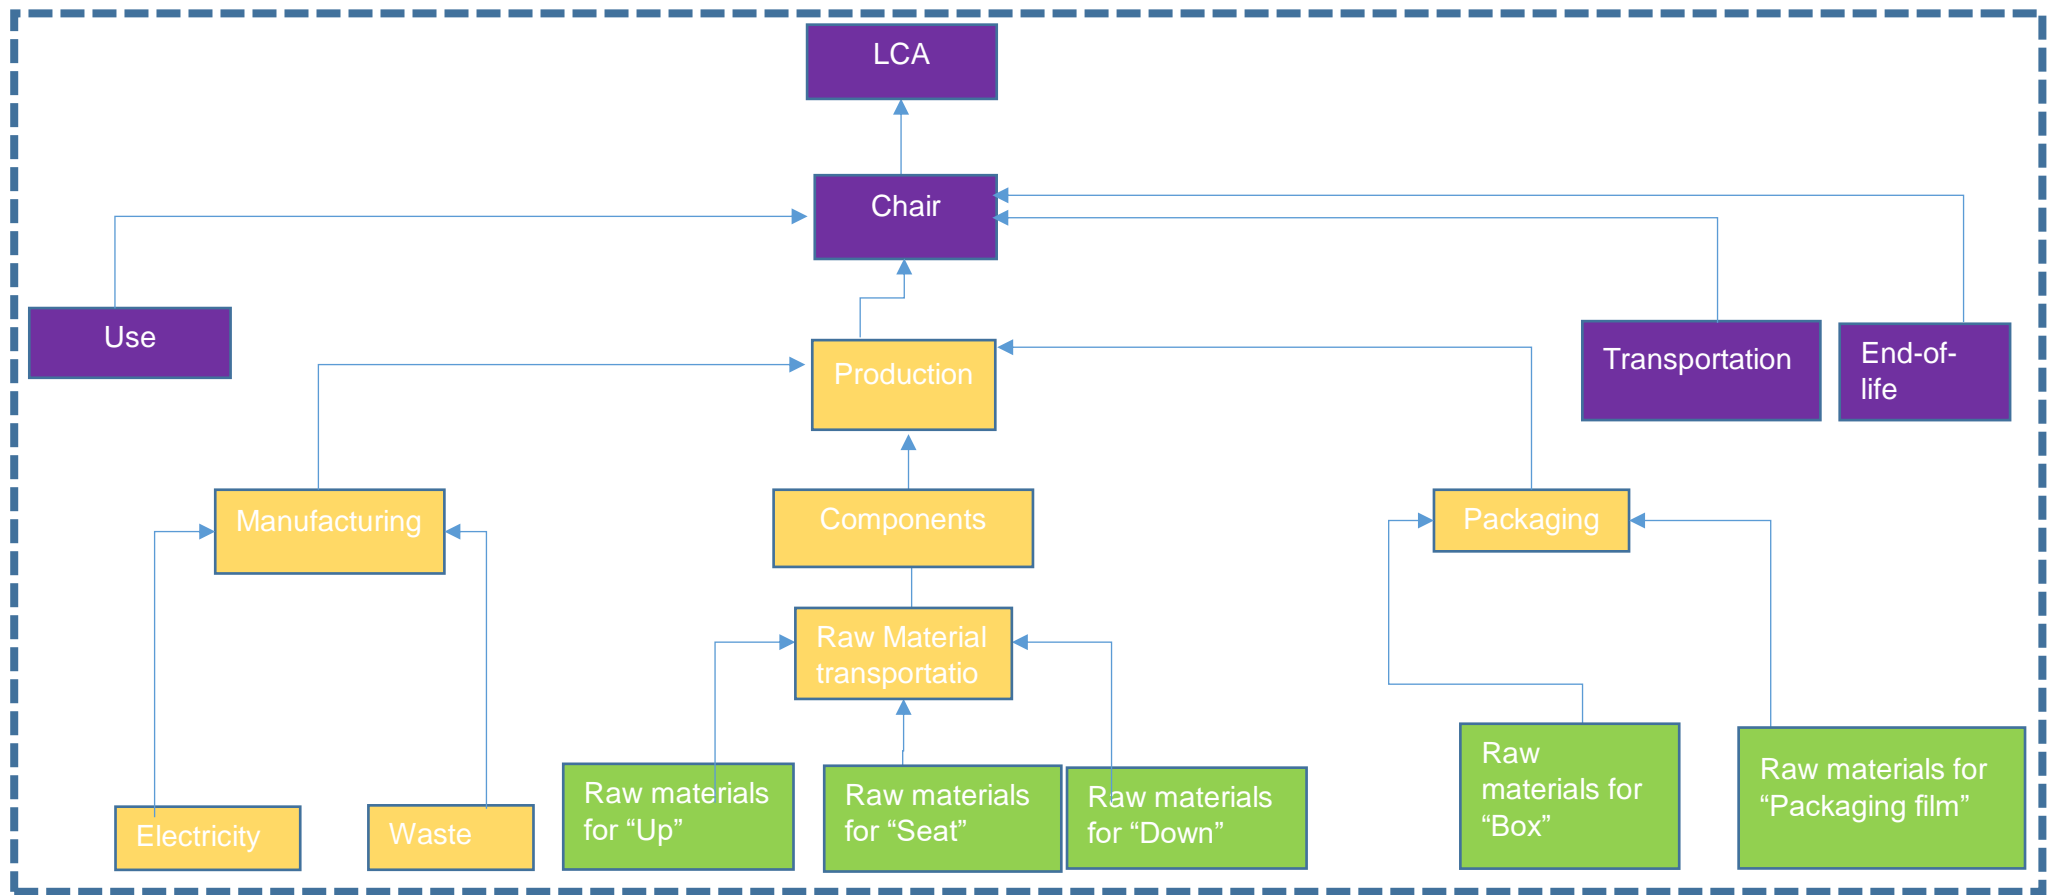 LCA
Chair
Use
Transportation
End-of-
life
Production
Manufacturing
Components
Packaging
Raw Material
transportatio
Electricity
Waste
Raw materials
for “Up”
Raw materials
for “Seat”
Raw materials
for “Down”
Raw
materials for
“Box”
Raw materials for
“Packaging film”